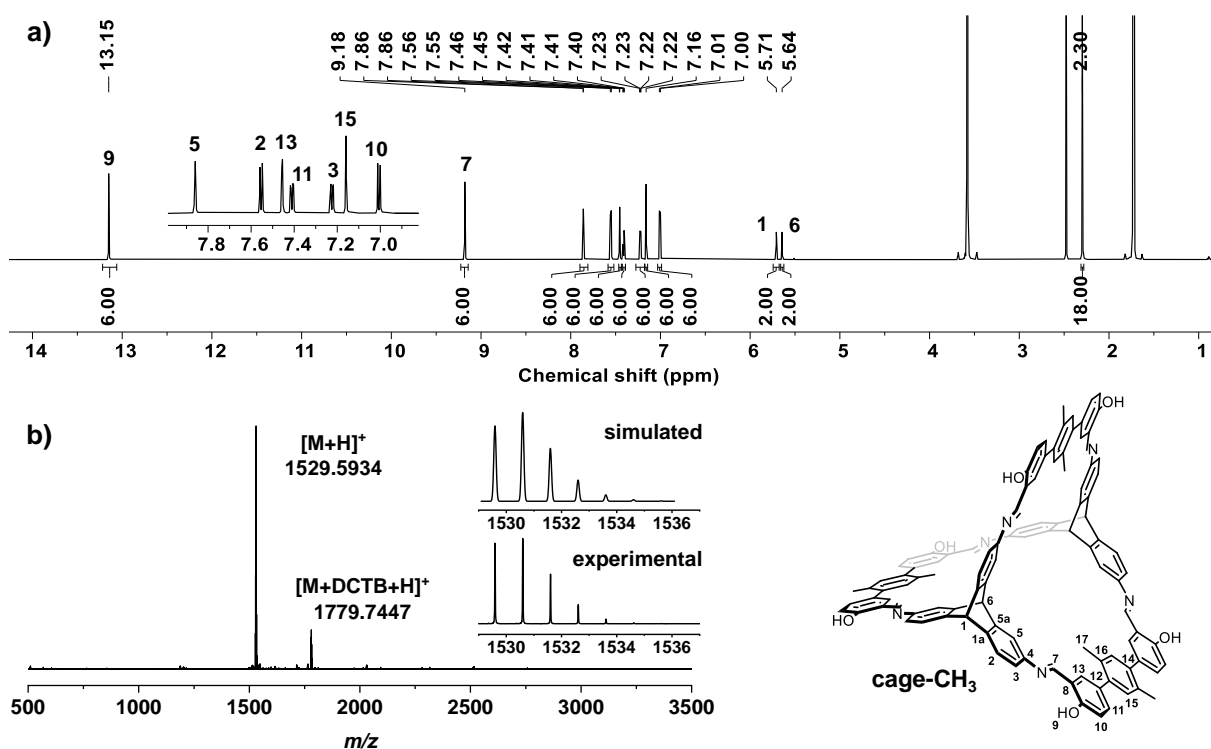 a)
13.15
9.18
7.86
7.86
7.56
7.55
7.46
7.45
7.42
7.41
7.41
7.40
7.23
7.23
7.22
7.22
7.16
7.01
7.00
5.71
5.64
2.30
9
5
2
13
11
3
15
10
7
1
6
7.8 7.6 7.4 7.2 7.0
6.00
6.00
6.00
6.00
6.00
6.00
6.00
6.00
6.00
2.00
2.00
18.00
14 13 12 11 10 9 8 7 6 5 4 3 2 1
Chemical shift (ppm)
b)
[M+H]+
1529.5934
[M+DCTB+H]+
1779.7447
simulated
1530 1532 1534 1536
experimental
1530 1532 1534 1536
500 1000 1500 2000 2500 3000 3500
m/z
OH
HO
N
N
OH
N
N
N
HO
N
OH
HO
1
1a
2
3
4
5
5a
6
7
8
9
10
11
12
13
14
15
16
17
cage-CH3